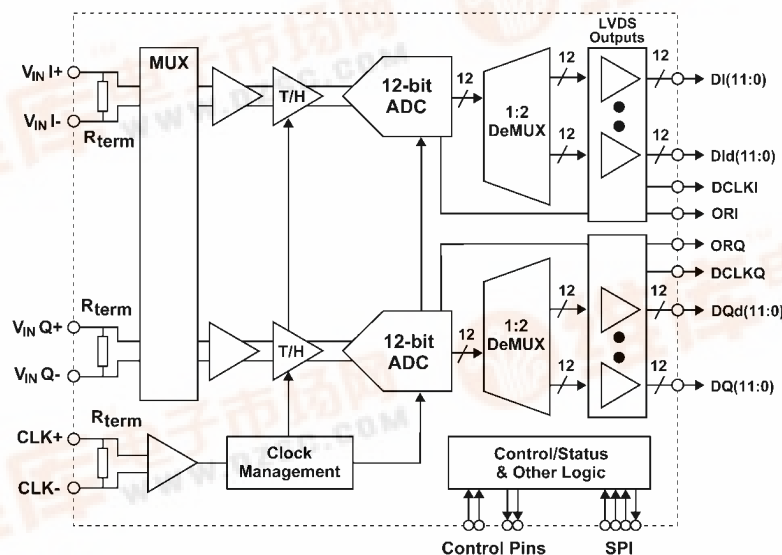 LVDS
Outputs
V_IN I+
V_IN I-
R_term
MUX
T/H
12-bit
ADC
12
1:2
DeMUX
12
12
12
12
DI(11:0)
DId(11:0)
DCLKI
ORI
ORQ
DCLKQ
V_IN Q+
V_IN Q-
R_term
T/H
12-bit
ADC
12
1:2
DeMUX
12
12
12
12
DQd(11:0)
DQ(11:0)
R_term
CLK+
CLK-
Clock
Management
Control/Status
& Other Logic
Control Pins
SPI